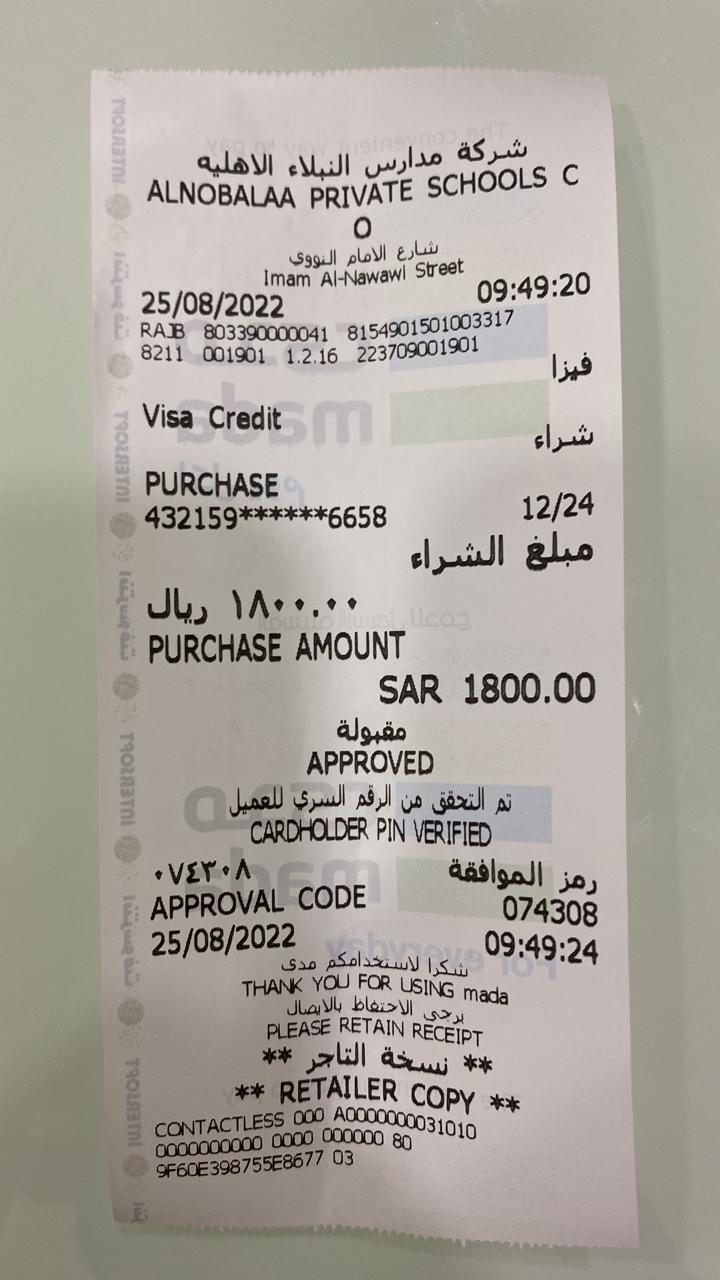 شركة مدارس النبلاء الاهليه
ALNOBALAA PRIVATE SCHOOLS C
O
شارع الامام النووي
Imam Al-Nawawi Street
25/08/2022 09:49:20
RAJB 803390000041 8154901501003317
8211 001901 1.2.16 223709001901
فيزا
Visa Credit
شراء
PURCHASE
432159******6658 12/24
مبلغ الشراء
١٨٠٠.٠٠ ريال
PURCHASE AMOUNT
SAR 1800.00
مقبولة
APPROVED
تم التحقق من الرقم السري للعميل
CARDHOLDER PIN VERIFIED
رمز الموافقة ٠٧٤٣٠٨
APPROVAL CODE 074308
25/08/2022 09:49:24
شكرا لاستخدامكم مدى
THANK YOU FOR USING mada
يرجى الاحتفاظ بالايصال
PLEASE RETAIN RECEIPT
** نسخة التاجر **
** RETAILER COPY **
CONTACTLESS 000 A0000000031010
0000000000 0000 000000 80
9F60E398755E8677 03